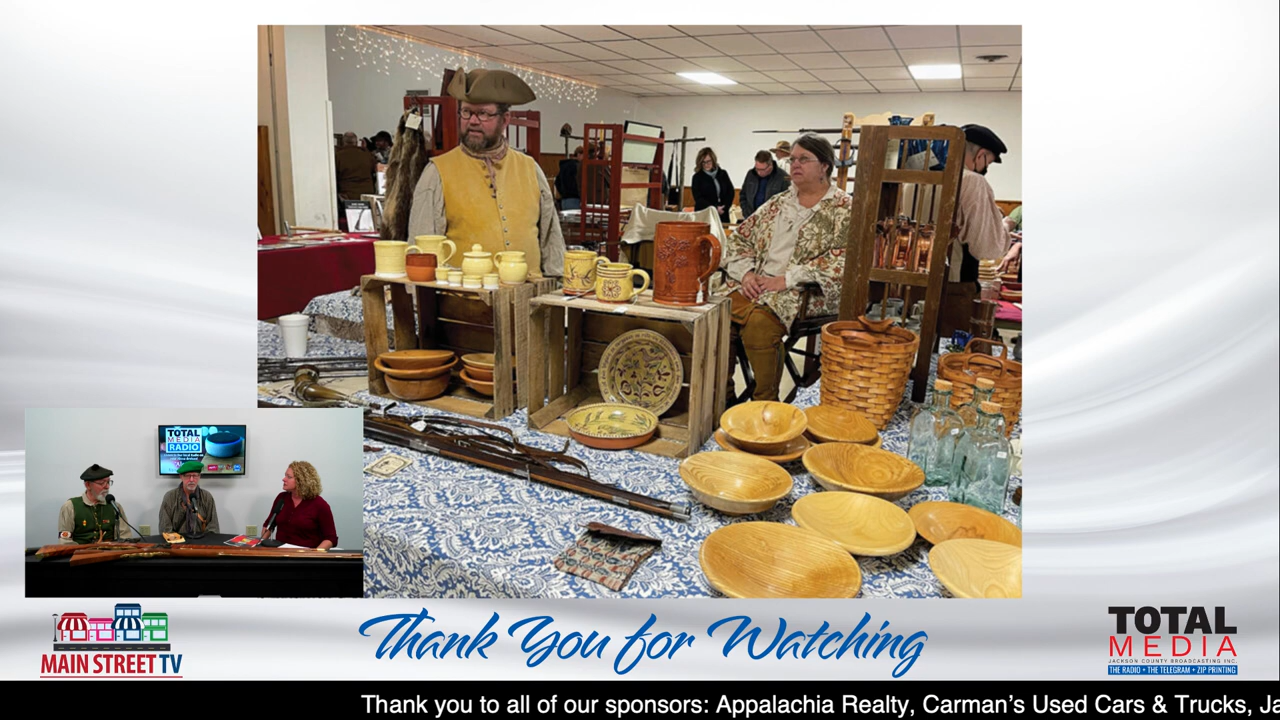 TOTAL
MEDIA
RADIO
MAIN STREET TV
Thank You for Watching
TOTAL
MEDIA
JACKSON COUNTY BROADCASTING INC.
THE RADIO • THE TELEGRAM • ZIP PRINTING
Thank you to all of our sponsors: Appalachia Realty, Carman's Used Cars & Trucks, Ja